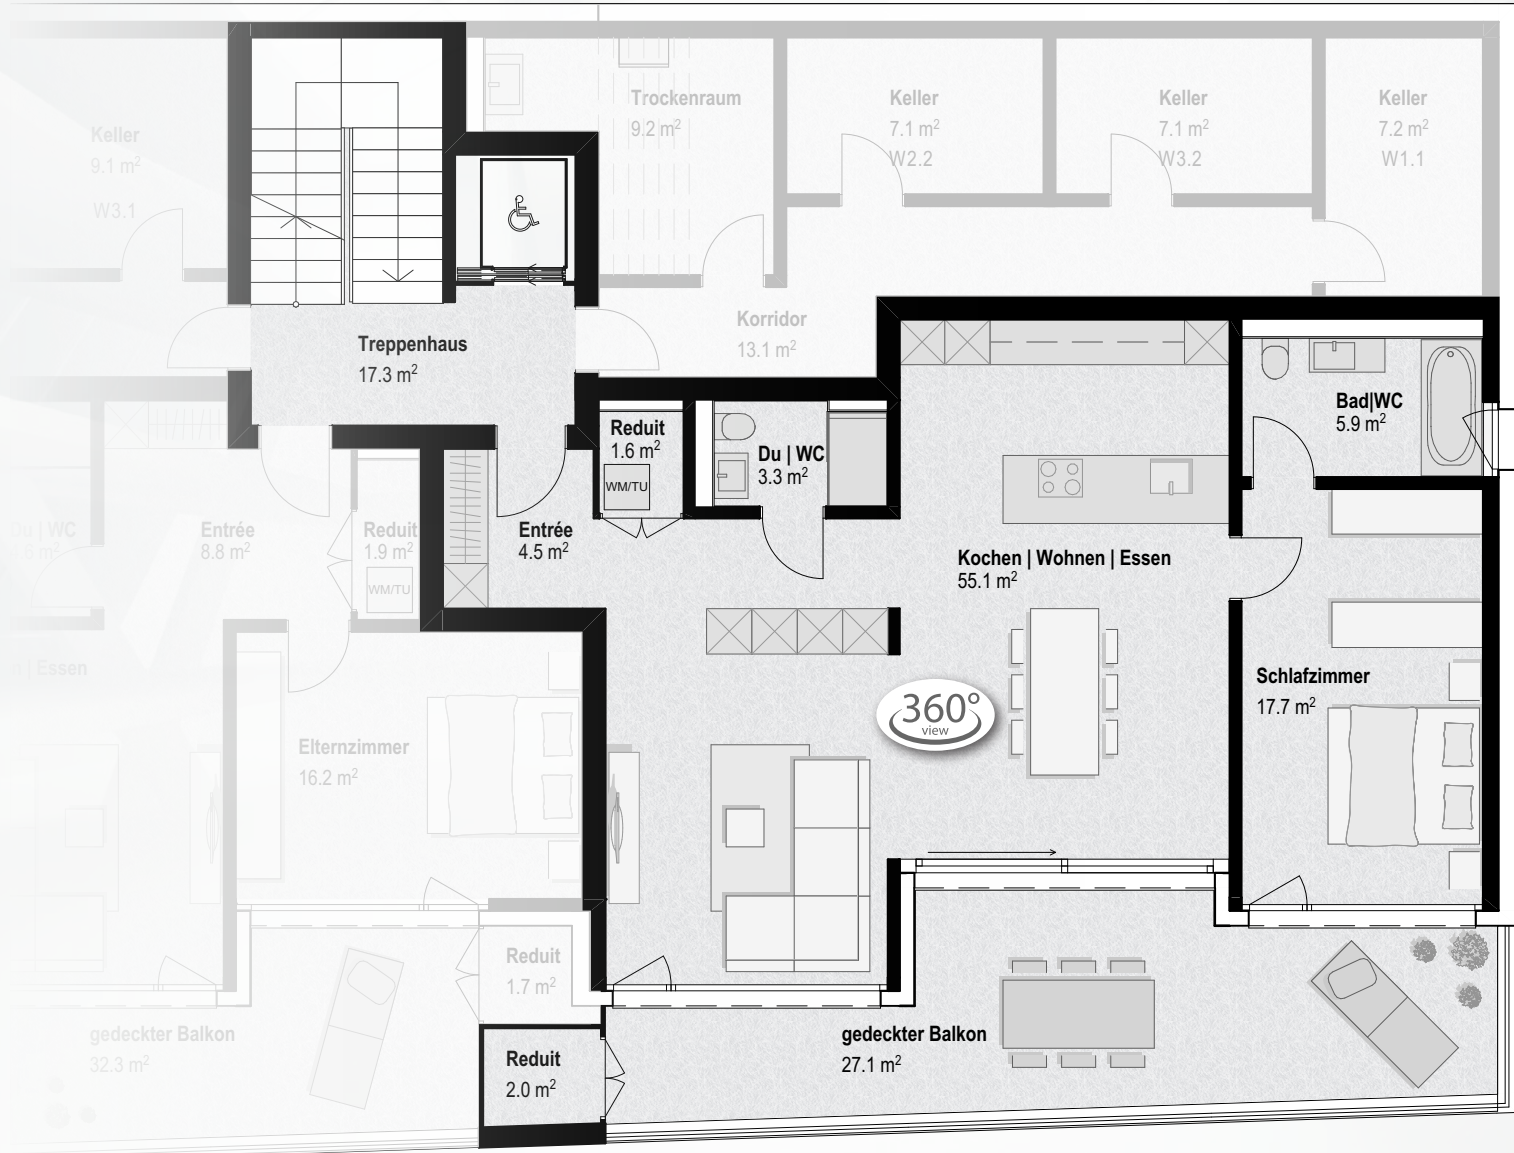 Keller
9.1 m²
W3.1
Trockenraum
9.2 m²
Keller
7.1 m²
W2.2
Keller
7.1 m²
W3.2
Keller
7.2 m²
W1.1
Treppenhaus
17.3 m²
Korridor
13.1 m²
Reduit
1.6 m²
WM/TU
Du | WC
3.3 m²
Bad|WC
5.9 m²
WC
Entrée
8.8 m²
Reduit
1.9 m²
WM/TU
Entrée
4.5 m²
Kochen | Wohnen | Essen
55.1 m²
| Essen
Schlafzimmer
17.7 m²
360°
view
Elternzimmer
16.2 m²
Reduit
1.7 m²
gedeckter Balkon
32.3 m²
Reduit
2.0 m²
gedeckter Balkon
27.1 m²